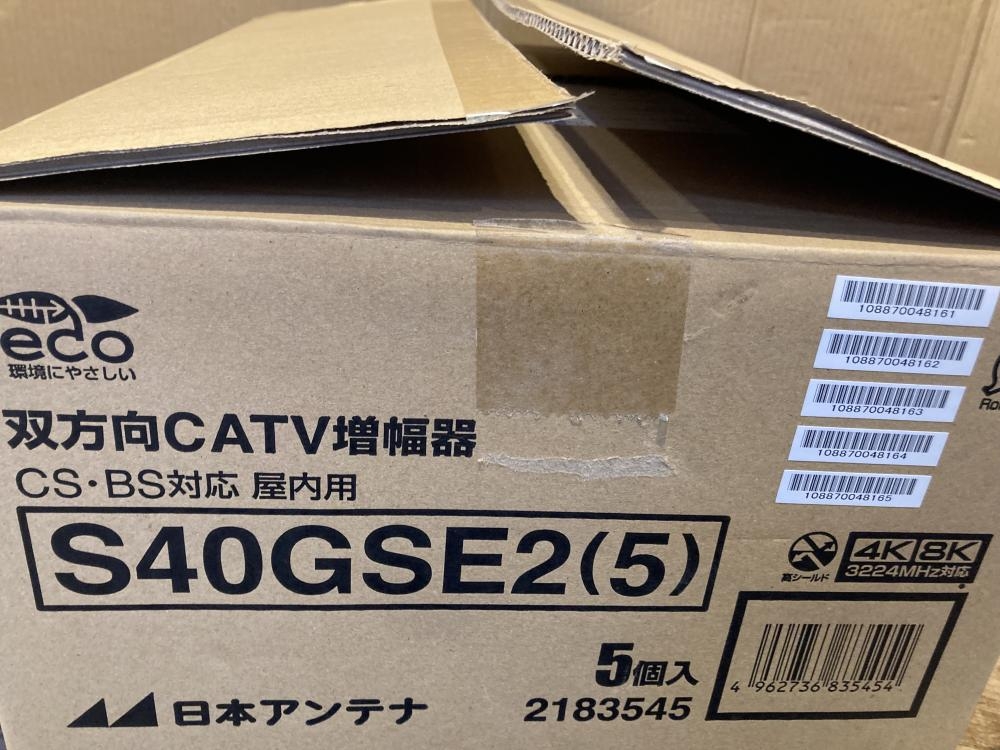 eco
環境にやさしい
双方向CATV増幅器
CS・BS対応 屋内用
S40GSE2(5)
日本アンテナ
5個入
2183545
108870048161
108870048162
108870048163
108870048164
108870048165
高シールド
4K 8K
3224MHz対応
4 962736 835454